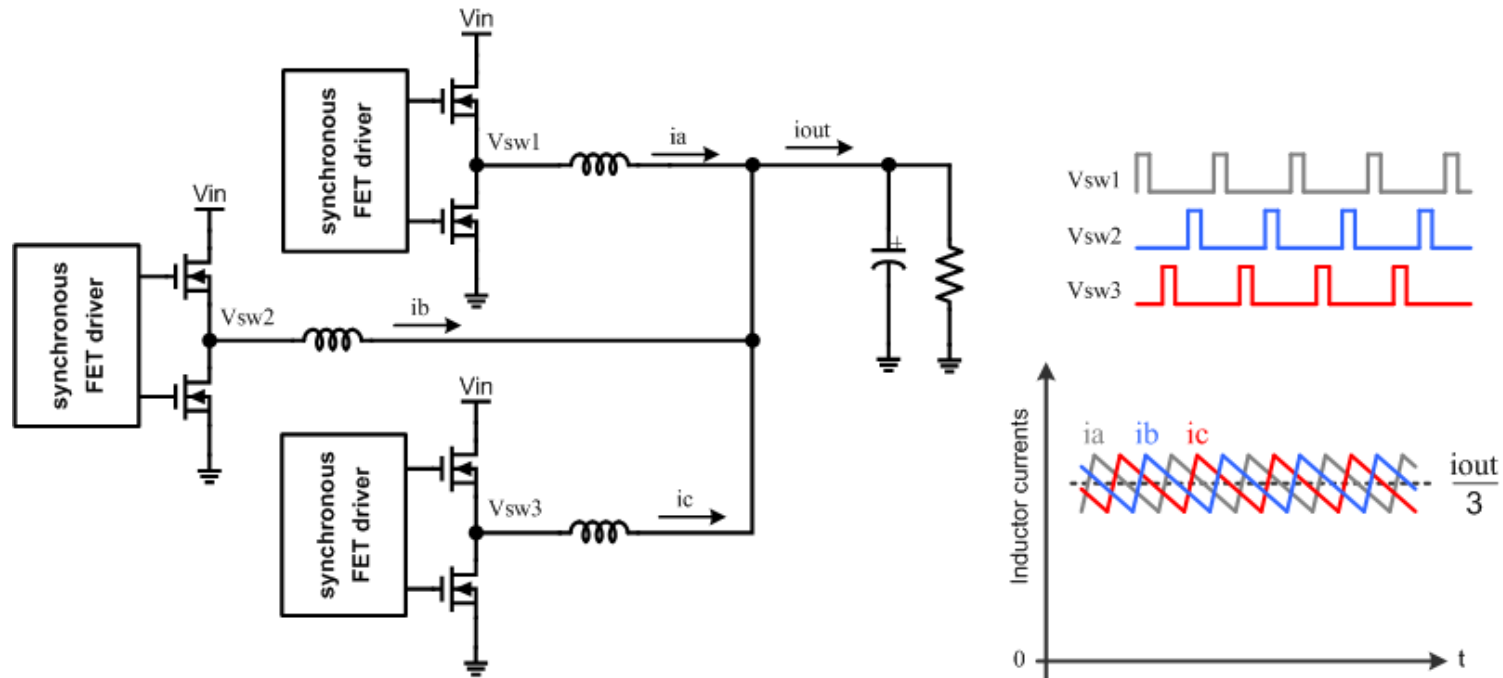 Vin
synchronous
FET driver
Vsw1
ia
iout
Vin
synchronous
FET driver
Vsw2
ib
Vin
synchronous
FET driver
Vsw3
ic
+
Vsw1
Vsw2
Vsw3
Inductor currents
ia ib ic
iout
3
0
t